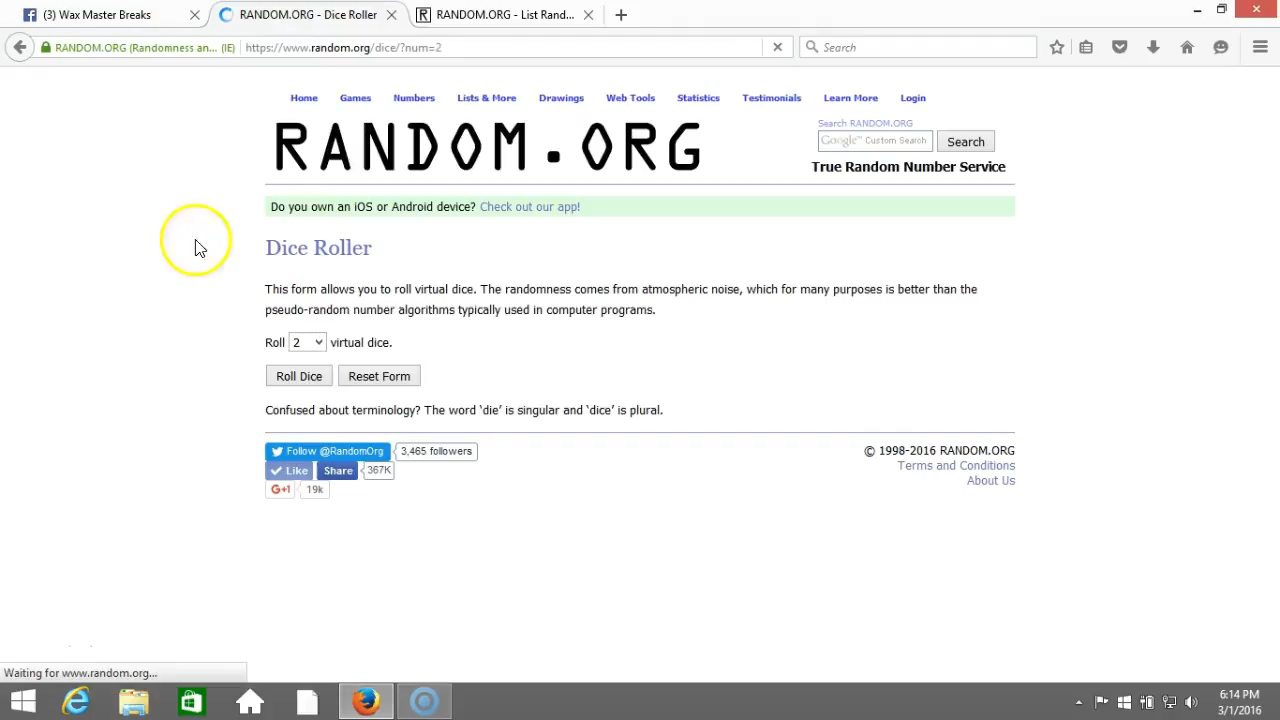 (3) Wax Master Breaks
RANDOM.ORG - Dice Roller
RANDOM.ORG - List Rand...
RANDOM.ORG (Randomness an... (IE)
https://www.random.org/dice/?num=2
Search
Home Games Numbers Lists & More Drawings Web Tools Statistics Testimonials Learn More Login
RANDOM.ORG
Search RANDOM.ORG
Google™ Custom Search
Search
True Random Number Service
Do you own an iOS or Android device? Check out our app!
Dice Roller
This form allows you to roll virtual dice. The randomness comes from atmospheric noise, which for many purposes is better than the
pseudo-random number algorithms typically used in computer programs.
Roll 2 virtual dice.
Roll Dice Reset Form
Confused about terminology? The word ‘die’ is singular and ‘dice’ is plural.
Follow @RandomOrg 3,465 followers
Like Share 367K
G+1 19k
© 1998-2016 RANDOM.ORG
Terms and Conditions
About Us
Waiting for www.random.org...
6:14 PM
3/1/2016